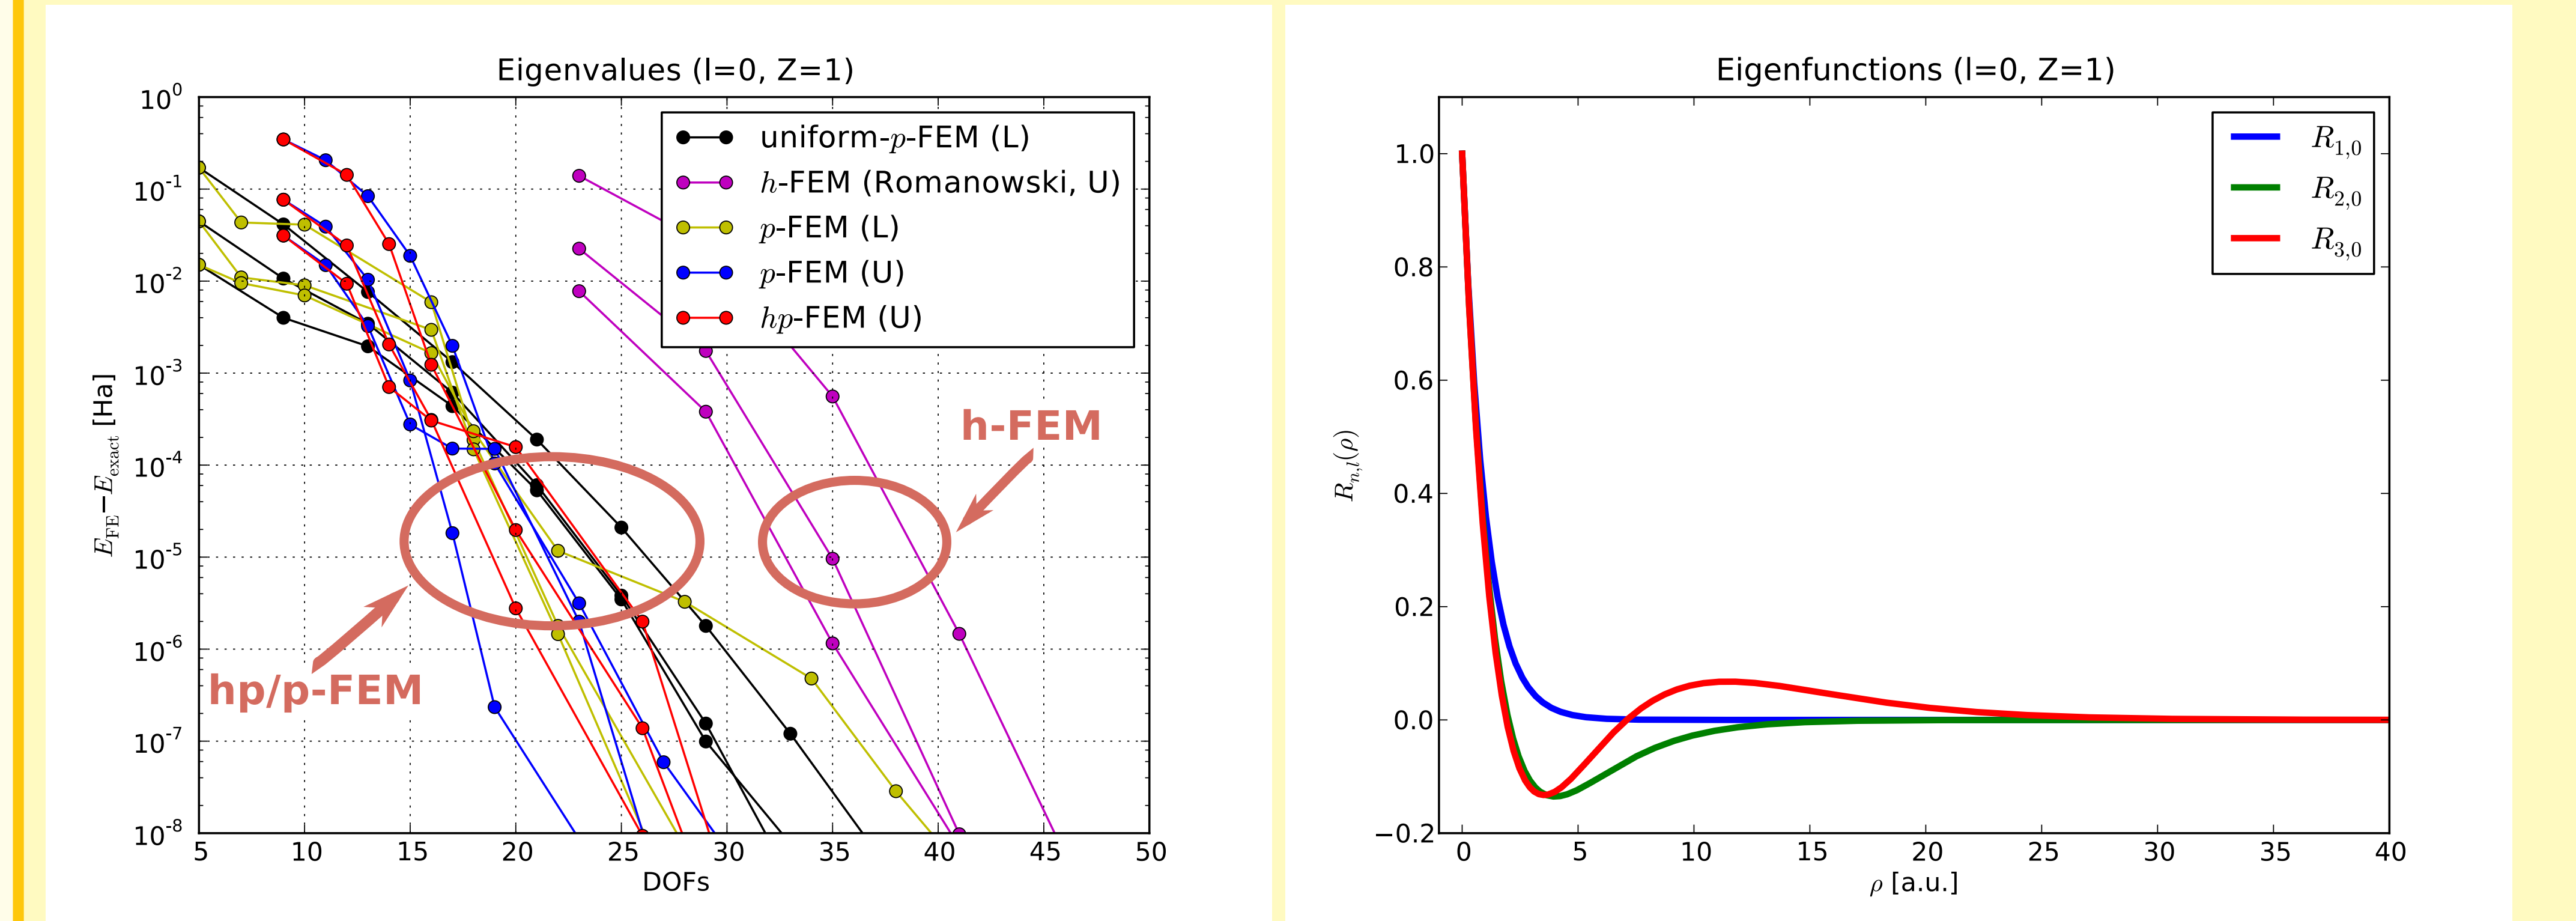 Eigenvalues (l=0, Z=1)
10^0
10^-1
10^-2
10^-3
10^-4
10^-5
10^-6
10^-7
10^-8
E_FE−E_exact [Ha]
uniform-p-FEM (L)
h-FEM (Romanowski, U)
p-FEM (L)
p-FEM (U)
hp-FEM (U)
h-FEM
hp/p-FEM
5 10 15 20 25 30 35 40 45 50
DOFs
Eigenfunctions (l=0, Z=1)
1.0
0.8
0.6
0.4
0.2
0.0
−0.2
R_n,l(ρ)
R_1,0
R_2,0
R_3,0
0 5 10 15 20 25 30 35 40
ρ [a.u.]